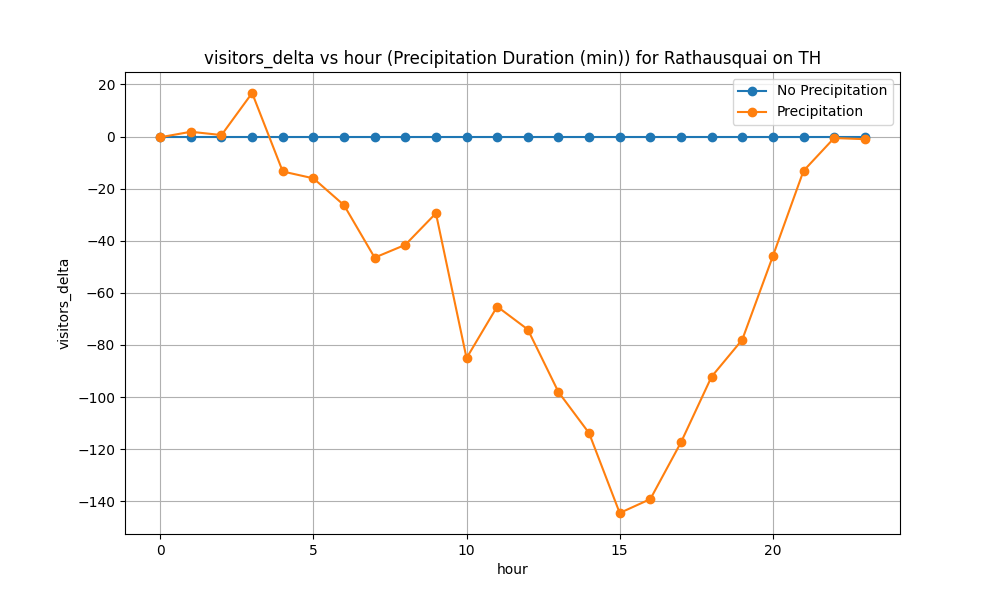 visitors_delta vs hour (Precipitation Duration (min)) for Rathausquai on TH
No Precipitation
Precipitation
20
0
−20
−40
−60
−80
−100
−120
−140
visitors_delta
0 5 10 15 20
hour